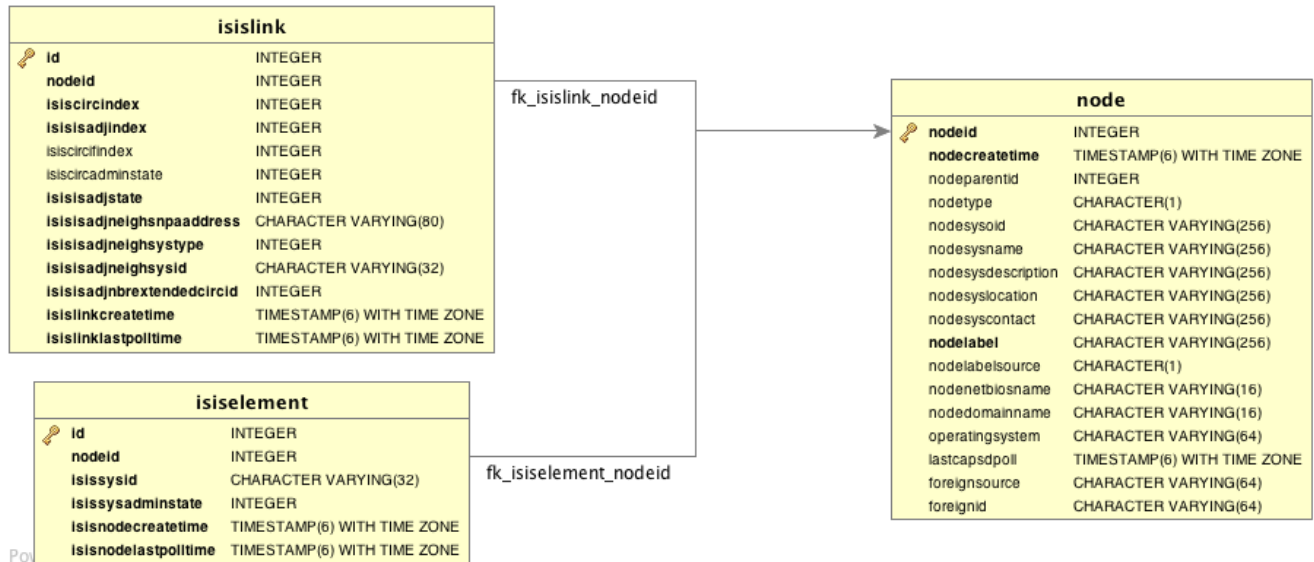 isislink
id INTEGER
nodeid INTEGER
isiscircindex INTEGER
isisisadjindex INTEGER
isiscircifindex INTEGER
isiscircadminstate INTEGER
isisisadjstate INTEGER
isisisadjneighsnpaaddress CHARACTER VARYING(80)
isisisadjneighsystype INTEGER
isisisadjneighsysid CHARACTER VARYING(32)
isisisadjnbrextendedcircid INTEGER
isislinkcreatetime TIMESTAMP(6) WITH TIME ZONE
isislinklastpolltime TIMESTAMP(6) WITH TIME ZONE
fk_isislink_nodeid
node
nodeid INTEGER
nodecreatetime TIMESTAMP(6) WITH TIME ZONE
nodeparentid INTEGER
nodetype CHARACTER(1)
nodesysoid CHARACTER VARYING(256)
nodesysname CHARACTER VARYING(256)
nodesysdescription CHARACTER VARYING(256)
nodesyslocation CHARACTER VARYING(256)
nodesyscontact CHARACTER VARYING(256)
nodelabel CHARACTER VARYING(256)
nodelabelsource CHARACTER(1)
nodenetbiosname CHARACTER VARYING(16)
nodedomainname CHARACTER VARYING(16)
operatingsystem CHARACTER VARYING(64)
lastcapsdpoll TIMESTAMP(6) WITH TIME ZONE
foreignsource CHARACTER VARYING(64)
foreignid CHARACTER VARYING(64)
isiselement
id INTEGER
nodeid INTEGER
isissysid CHARACTER VARYING(32)
isissysadminstate INTEGER
isisnodecreatetime TIMESTAMP(6) WITH TIME ZONE
isisnodelastpolltime TIMESTAMP(6) WITH TIME ZONE
fk_isiselement_nodeid